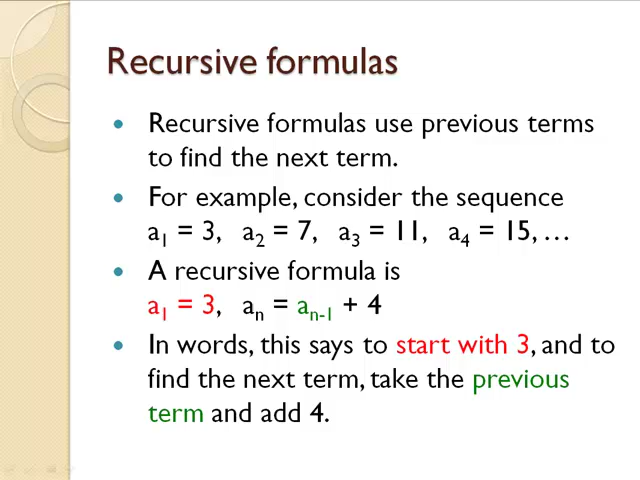 Recursive formulas
• Recursive formulas use previous terms
to find the next term.
• For example, consider the sequence
a₁ = 3, a₂ = 7, a₃ = 11, a₄ = 15, …
• A recursive formula is
a₁ = 3, aₙ = aₙ₋₁ + 4
• In words, this says to start with 3, and to
find the next term, take the previous
term and add 4.